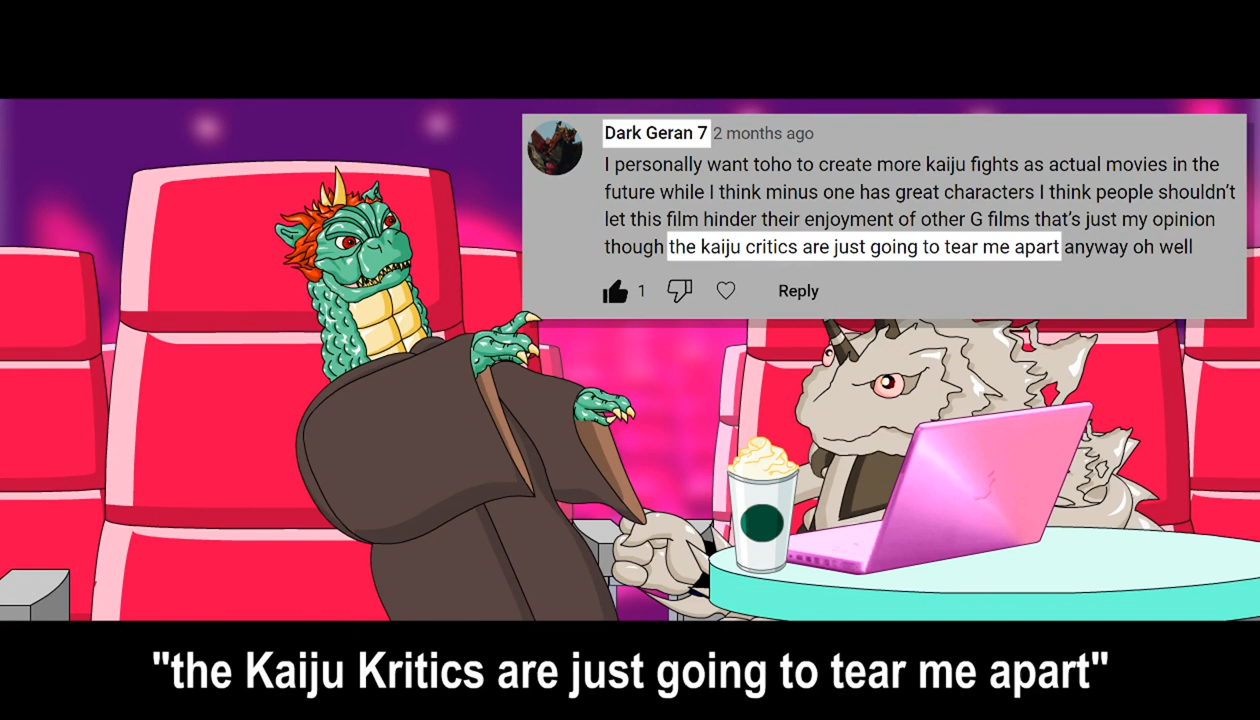 Dark Geran 7 2 months ago
I personally want toho to create more kaiju fights as actual movies in the
future while I think minus one has great characters I think people shouldn't
let this film hinder their enjoyment of other G films that's just my opinion
though the kaiju critics are just going to tear me apart anyway oh well
1 Reply
"the Kaiju Kritics are just going to tear me apart"